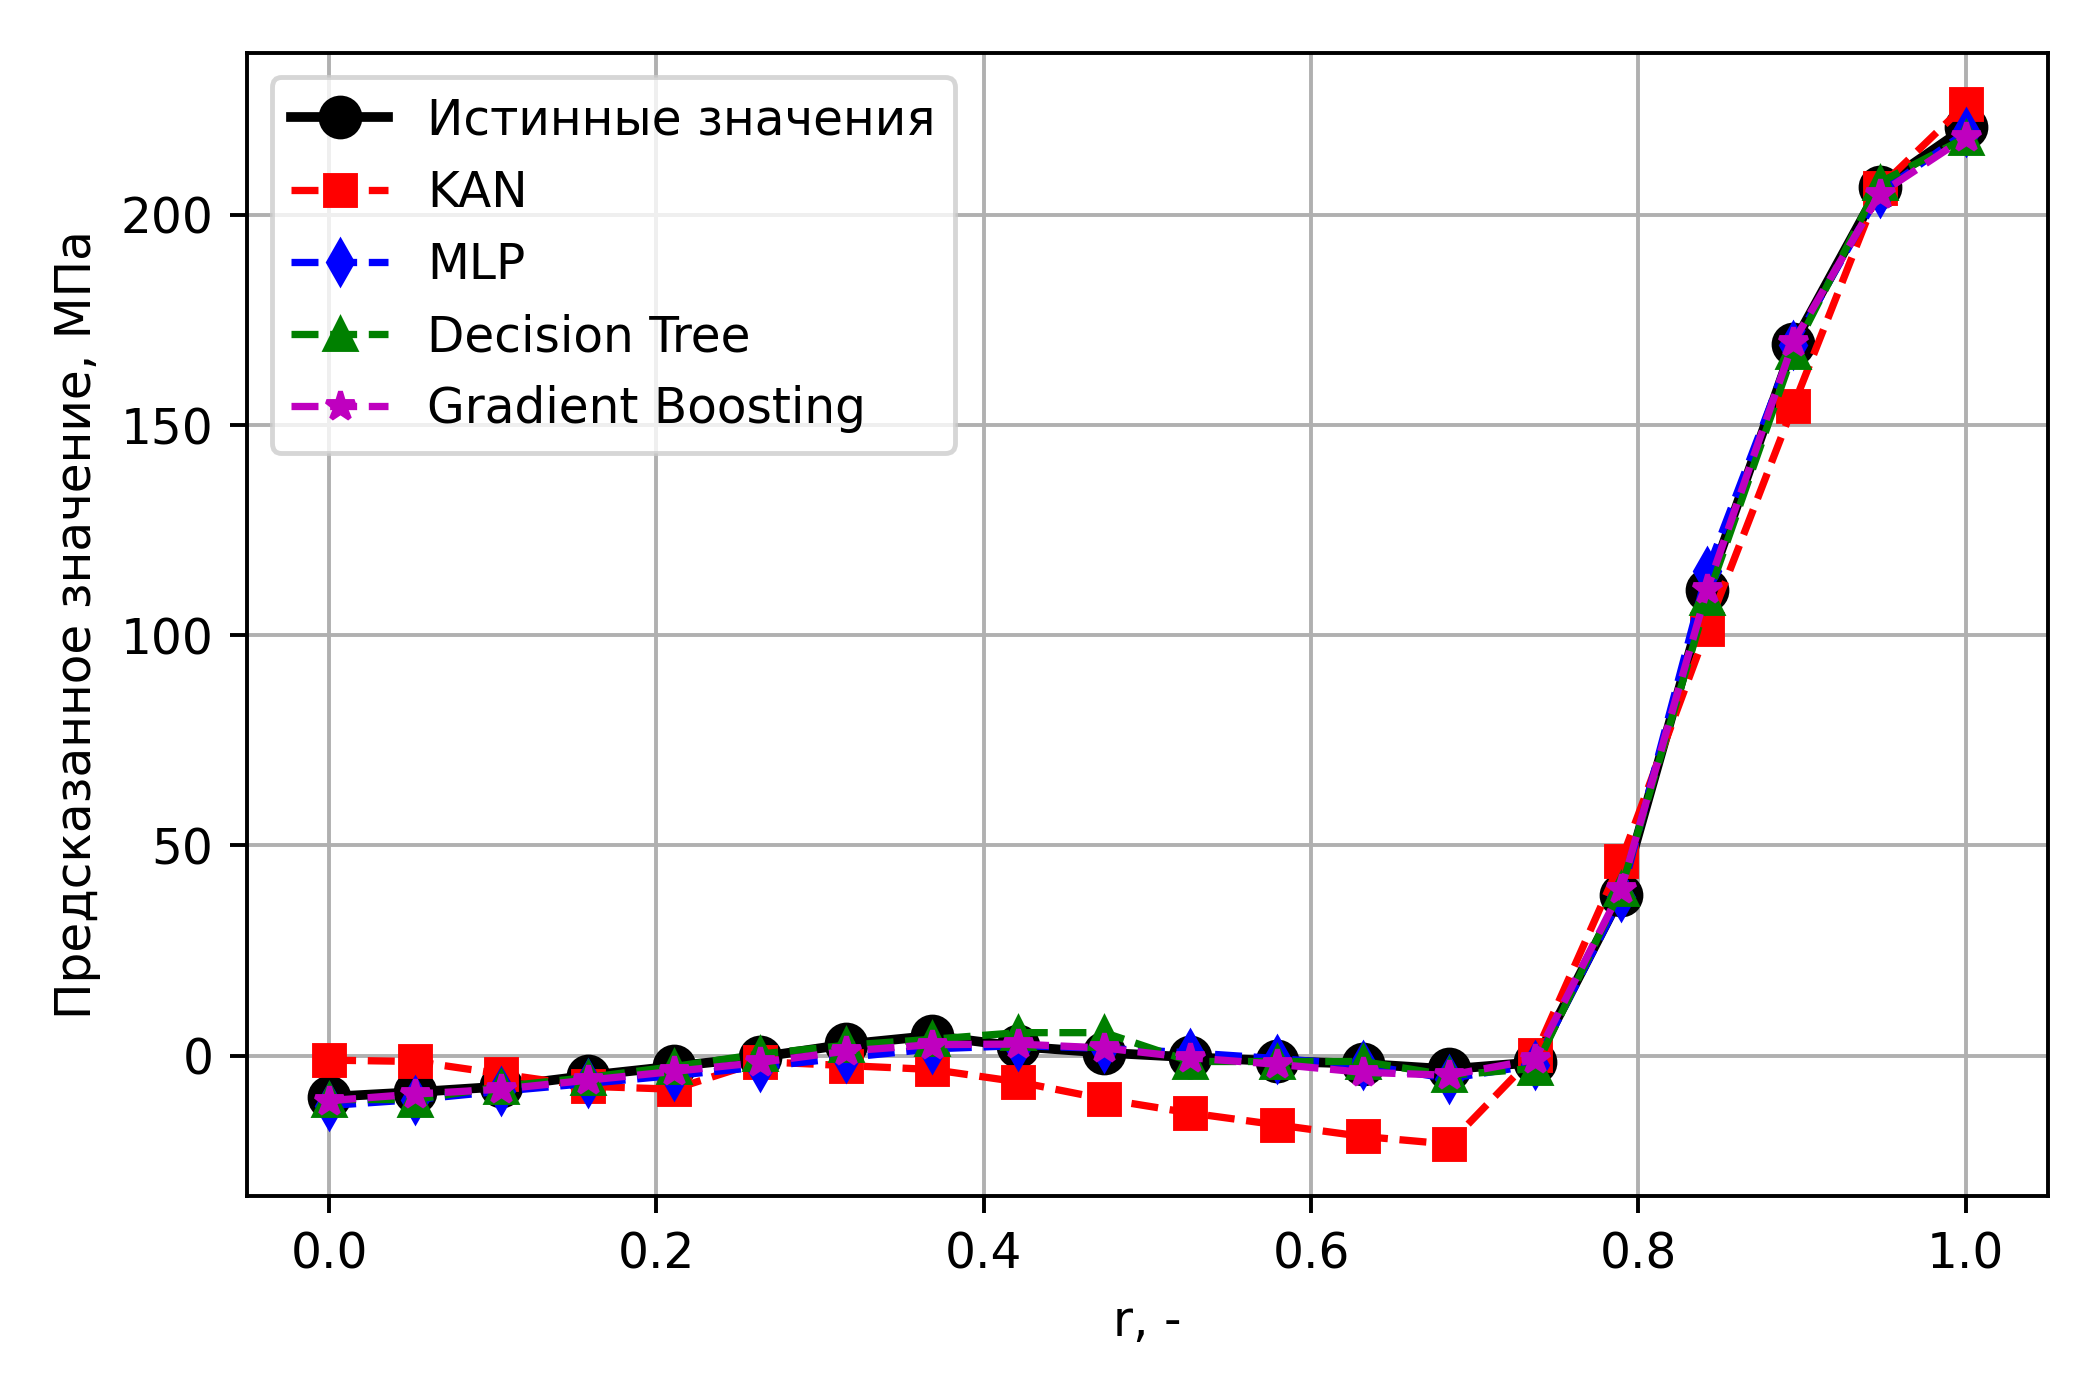 Истинные значения
KAN
MLP
Decision Tree
Gradient Boosting
Предсказанное значение, МПа
200
150
100
50
0
0.0 0.2 0.4 0.6 0.8 1.0
r, -